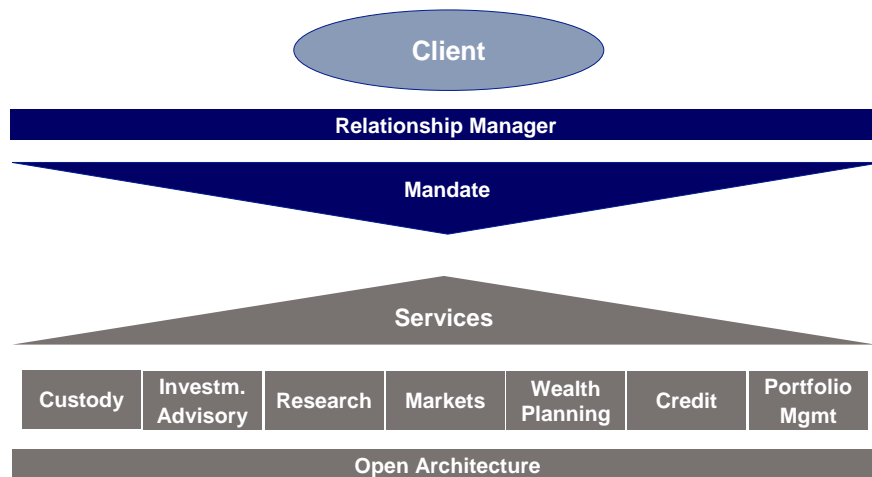 Client
Relationship Manager
Mandate
Services
Custody
Investm.
Advisory
Research
Markets
Wealth
Planning
Credit
Portfolio
Mgmt
Open Architecture